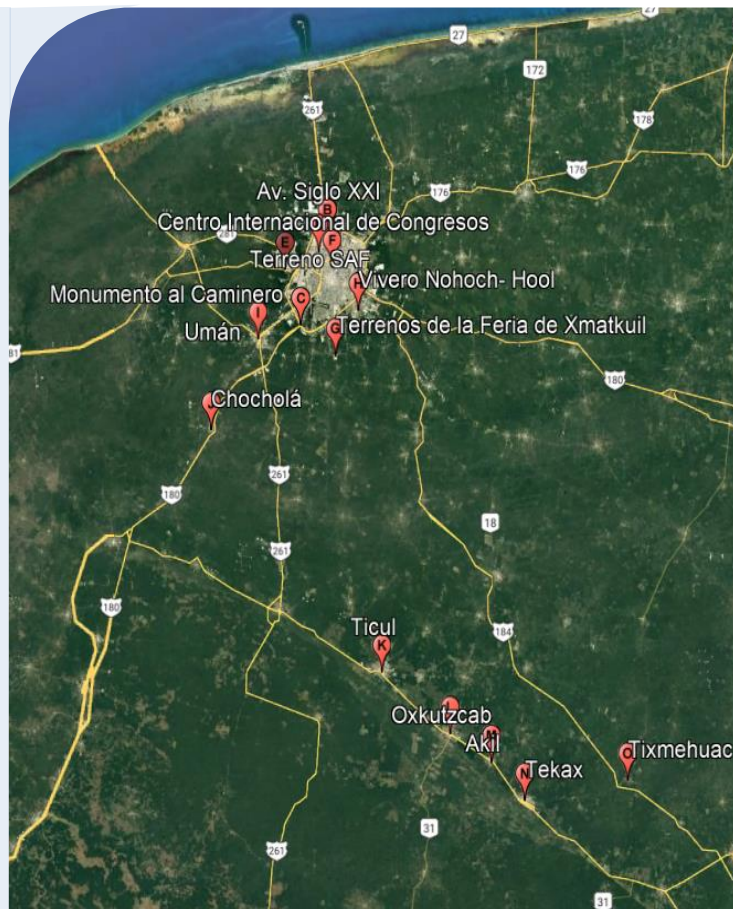 27
27
172
261
178
176
Av. Siglo XXI
176
B
Centro Internacional de Congresos
281
E
F
Terreno SAF
Vivero Nohoch- Hool
H
Monumento al Caminero
C
I
Umán
Terrenos de la Feria de Xmatkuil
G
180
Chocholá
261
180
18
261
180
184
Ticul
K
Oxkutzcab
L
Akil
M
Tixmehuac
O
Tekax
N
31
261
31